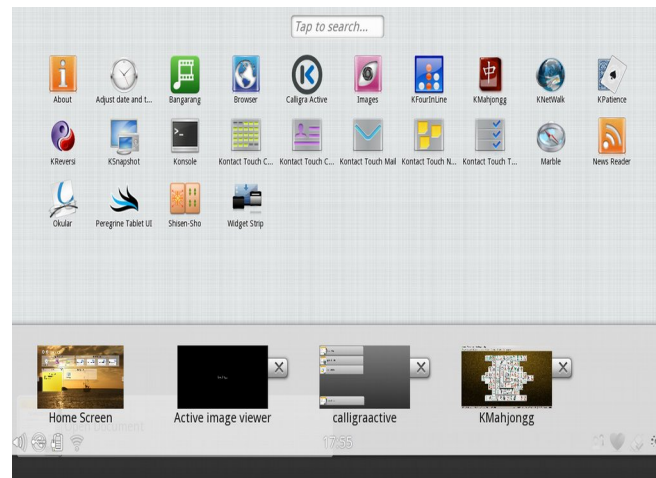 Tap to search...
About Adjust date and t... Bangarang Browser Calligra Active Images KFourInLine KMahjongg KNetWalk KPatience
KReversi KSnapshot Konsole Kontact Touch C... Kontact Touch C... Kontact Touch Mail Kontact Touch N... Kontact Touch T... Marble News Reader
Okular Peregrine Tablet UI Shisen-Sho Widget Strip
Home Screen Active image viewer calligraactive KMahjongg
Open Document
17:55